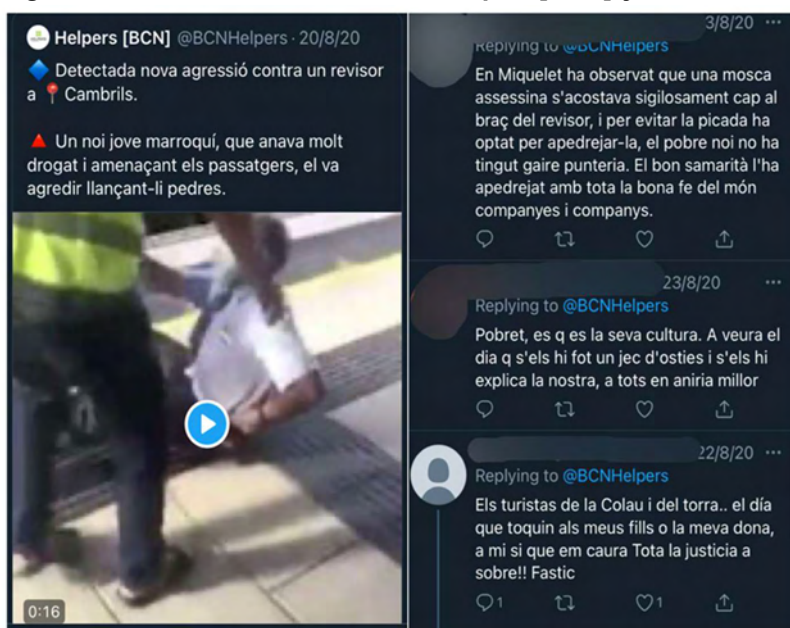 Helpers [BCN] @BCNHelpers · 20/8/20
Detectada nova agressió contra un revisor
a 📍 Cambrils.
Un noi jove marroquí, que anava molt
drogat i amenaçant els passatgers, el va
agredir llançant-li pedres.
0:16
3/8/20 ...
Replying to @BCNHelpers
En Miquelet ha observat que una mosca
assessina s'acostava sigilosament cap al
braç del revisor, i per evitar la picada ha
optat per apedrejar-la, el pobre noi no ha
tingut gaire punteria. El bon samarità l'ha
apedrejat amb tota la bona fe del món
companyes i companys.
23/8/20 ...
Replying to @BCNHelpers
Pobret, es q es la seva cultura. A veura el
dia q s'els hi fot un jec d'osties i s'els hi
explica la nostra, a tots en aniria millor
22/8/20 ...
Replying to @BCNHelpers
Els turistas de la Colau i del torra.. el día
que toquin als meus fills o la meva dona,
a mi si que em caura Tota la justicia a
sobre!! Fastic
1 1